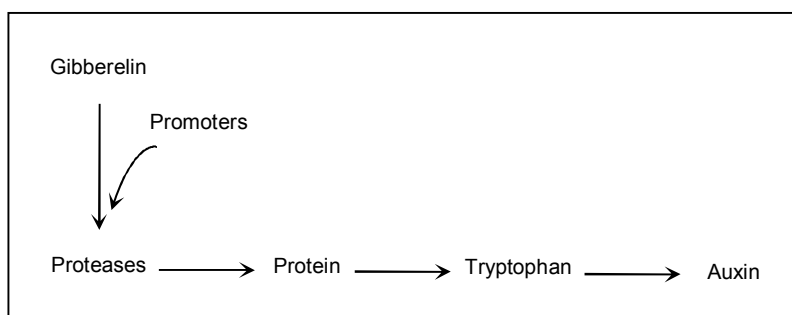 Gibberelin
Promoters
Proteases
Protein
Tryptophan
Auxin